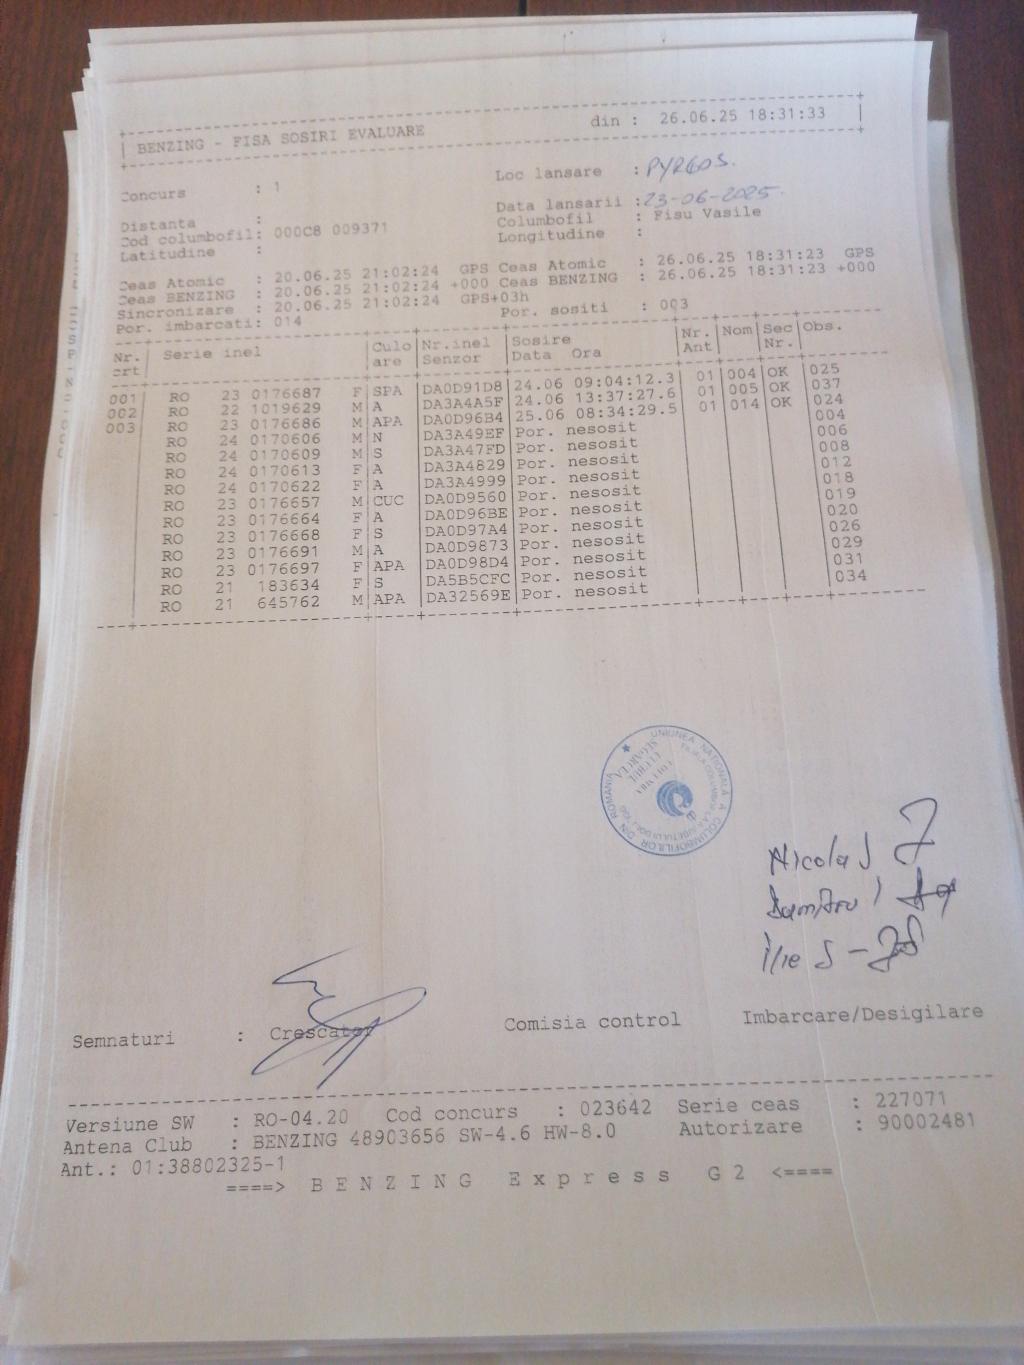 BENZING - FISA SOSIRI EVALUARE din : 26.06.25 18:31:33
Concurs : 1 Loc lansare : PYRGOS.
Data lansarii : 23-06-2025.
Distanta : Columbofil : Fisu Vasile
Cod columbofil: 000C8 009371 Longitudine :
Latitudine :
Ceas Atomic : 20.06.25 21:02:24 GPS Ceas Atomic : 26.06.25 18:31:23 GPS
Ceas BENZING : 20.06.25 21:02:24 +000 Ceas BENZING : 26.06.25 18:31:23 +000
Sincronizare : 20.06.25 21:02:24 GPS+03h
Por. imbarcati: 014 Por. sositi : 003
Nr. Serie inel Culo Nr.inel Sosire Nr. Nom Sec Obs.
crt are Senzor Data Ora Ant Nr.
001 RO 23 0176687 F SPA DA0D91D8 24.06 09:04:12.3 01 004 OK 025
002 RO 22 1019629 M A DA3A4A5F 24.06 13:37:27.6 01 005 OK 037
003 RO 23 0176686 M APA DA0D96B4 25.06 08:34:29.5 01 014 OK 024
RO 24 0170606 M N DA3A49EF Por. nesosit 004
RO 24 0170609 M S DA3A47FD Por. nesosit 006
RO 24 0170613 F A DA3A4829 Por. nesosit 008
RO 24 0170622 F A DA3A4999 Por. nesosit 012
RO 23 0176657 M CUC DA0D9560 Por. nesosit 018
RO 23 0176664 F A DA0D96BE Por. nesosit 019
RO 23 0176668 F S DA0D97A4 Por. nesosit 020
RO 23 0176691 M A DA0D9873 Por. nesosit 026
RO 23 0176697 F APA DA0D98D4 Por. nesosit 029
RO 21 183634 F S DA5B5CFC Por. nesosit 031
RO 21 645762 M APA DA32569E Por. nesosit 034
UNIUNEA NATIONALĂ A COLUMBOFILILOR DIN ROMANIA
Nicola J
Dumitru I
Ilie S
Semnaturi : Crescator Comisia control Imbarcare/Desigilare
Versiune SW : RO-04.20 Cod concurs : 023642 Serie ceas : 227071
Antena Club : BENZING 48903656 SW-4.6 HW-8.0 Autorizare : 90002481
Ant.: 01:38802325-1
====> BENZING Express G2 <====